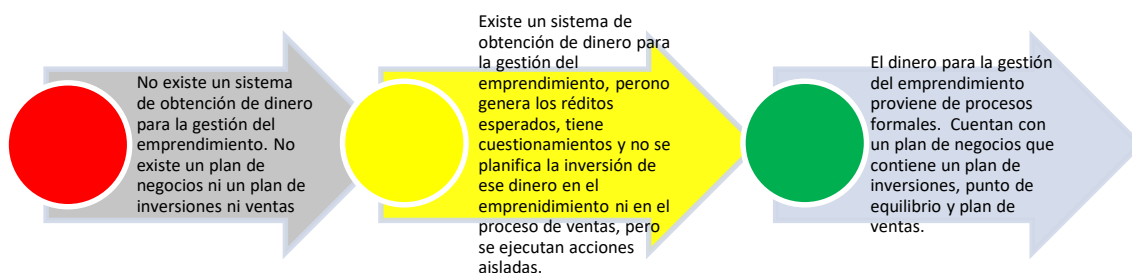 No existe un sistema
de obtención de dinero
para la gestión del
emprendimiento. No
existe un plan de
negocios ni un plan de
inversiones ni ventas
Existe un sistema de
obtención de dinero para
la gestión del
emprendimiento, perono
genera los réditos
esperados, tiene
cuestionamientos y no se
planifica la inversión de
ese dinero en el
emprenidimiento ni en el
proceso de ventas, pero
se ejecutan acciones
aisladas.
El dinero para la gestión
del emprendimiento
proviene de procesos
formales. Cuentan con
un plan de negocios que
contiene un plan de
inversiones, punto de
equilibrio y plan de
ventas.